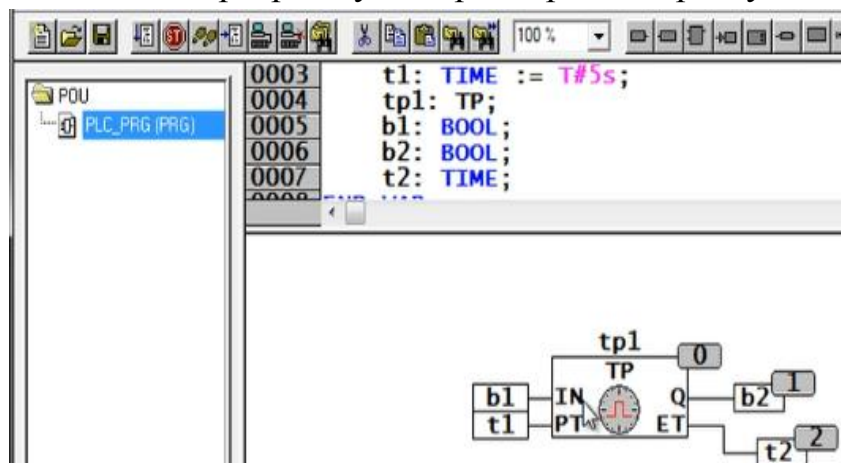 100 %
POU
PLC_PRG (PRG)
0003 t1: TIME := T#5s;
0004 tp1: TP;
0005 b1: BOOL;
0006 b2: BOOL;
0007 t2: TIME;
tp1
0
TP
b1 IN Q b2 1
t1 PT ET
t2 2